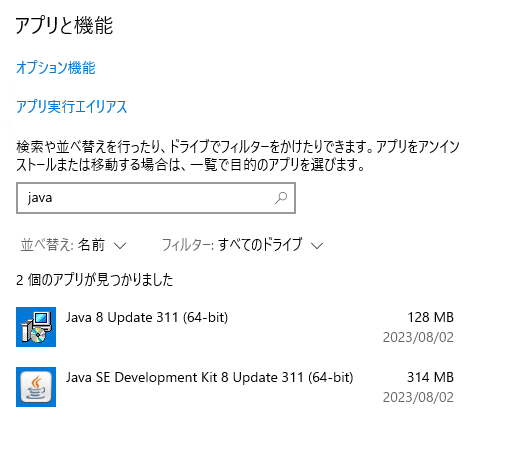 アプリと機能
オプション機能
アプリ実行エイリアス
検索や並べ替えを行ったり、ドライブでフィルターをかけたりできます。アプリをアンイン
ストールまたは移動する場合は、一覧で目的のアプリを選びます。
java
並べ替え: 名前 フィルター: すべてのドライブ
2 個のアプリが見つかりました
Java 8 Update 311 (64-bit) 128 MB
2023/08/02
Java SE Development Kit 8 Update 311 (64-bit) 314 MB
2023/08/02